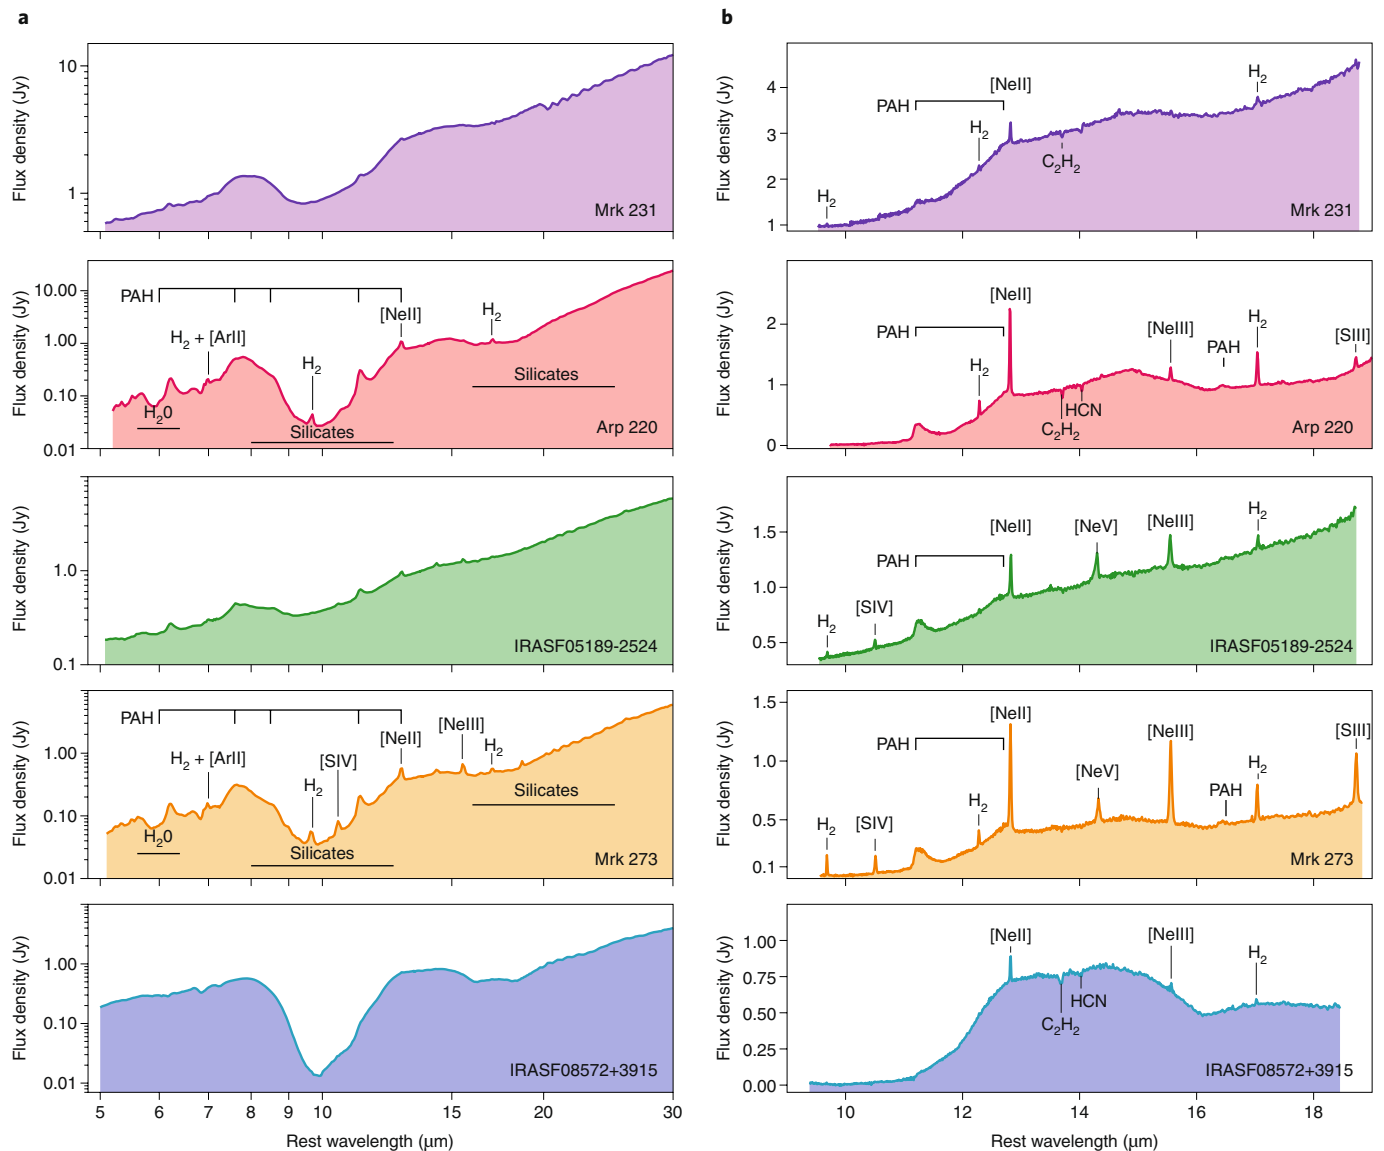 a
b
Flux density (Jy)
10
1
Mrk 231
Flux density (Jy)
4
3
2
1
H2
PAH
H2
[NeII]
C2H2
H2
Mrk 231
Flux density (Jy)
10.00
1.00
0.10
0.01
PAH
H2 + [ArII]
H20
H2
Silicates
[NeII]
H2
Silicates
Arp 220
Flux density (Jy)
2
1
0
PAH
H2
[NeII]
C2H2
HCN
[NeIII]
PAH
H2
[SIII]
Arp 220
Flux density (Jy)
1.0
0.1
IRASF05189-2524
Flux density (Jy)
1.5
1.0
0.5
H2
[SIV]
PAH
[NeII]
[NeV]
[NeIII]
H2
IRASF05189-2524
Flux density (Jy)
1.00
0.10
0.01
PAH
H2 + [ArII]
H20
H2
[SIV]
Silicates
[NeII]
[NeIII]
H2
Silicates
Mrk 273
Flux density (Jy)
1.5
1.0
0.5
0.1
H2
[SIV]
PAH
H2
[NeII]
[NeV]
[NeIII]
PAH
H2
[SIII]
Mrk 273
Flux density (Jy)
1.00
0.10
0.01
IRASF08572+3915
5 6 7 8 9 10 15 20 30
Rest wavelength (µm)
Flux density (Jy)
1.00
0.75
0.50
0.25
0.00
[NeII]
C2H2
HCN
[NeIII]
H2
IRASF08572+3915
10 12 14 16 18
Rest wavelength (µm)